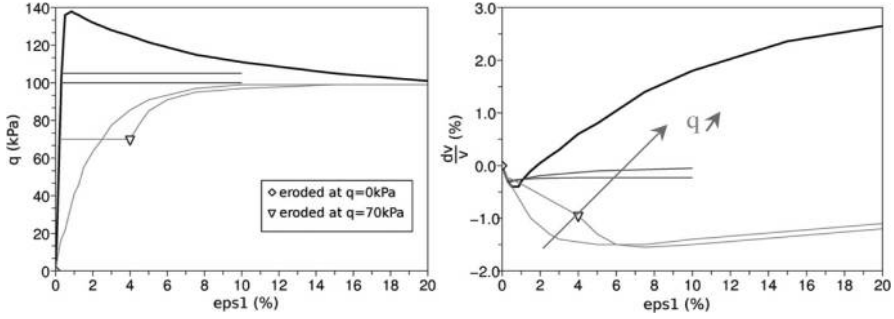 140
120
100
80
60
40
20
0
q (kPa)
0 2 4 6 8 10 12 14 16 18 20
eps1 (%)
eroded at q=0kPa
eroded at q=70kPa
3.0
2.0
1.0
0.0
-1.0
-2.0
dv
v
(%)
q
0 2 4 6 8 10 12 14 16 18 20
eps1 (%)